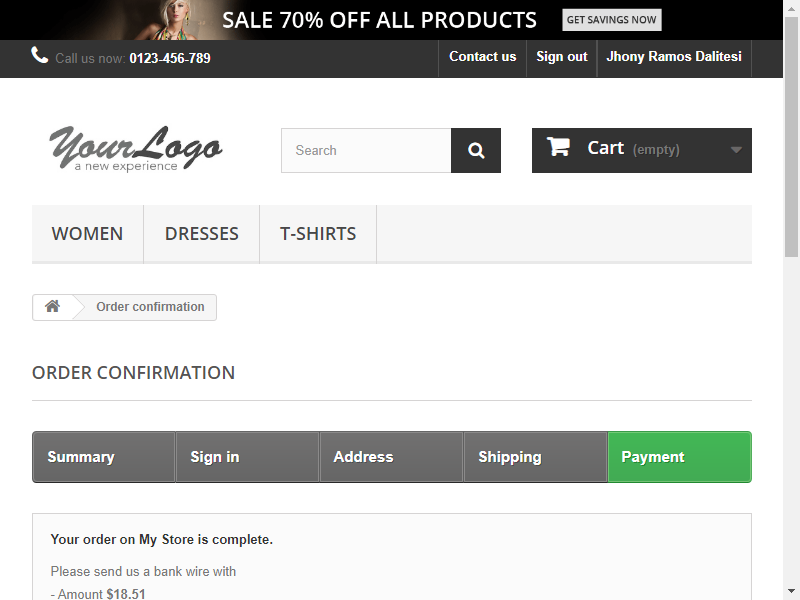 SALE 70% OFF ALL PRODUCTS GET SAVINGS NOW
Call us now: 0123-456-789 Contact us Sign out Jhony Ramos Dalitesi
YourLogo
a new experience
Search Cart (empty)
WOMEN DRESSES T-SHIRTS
Order confirmation
ORDER CONFIRMATION
Summary Sign in Address Shipping Payment
Your order on My Store is complete.
Please send us a bank wire with
- Amount $18.51